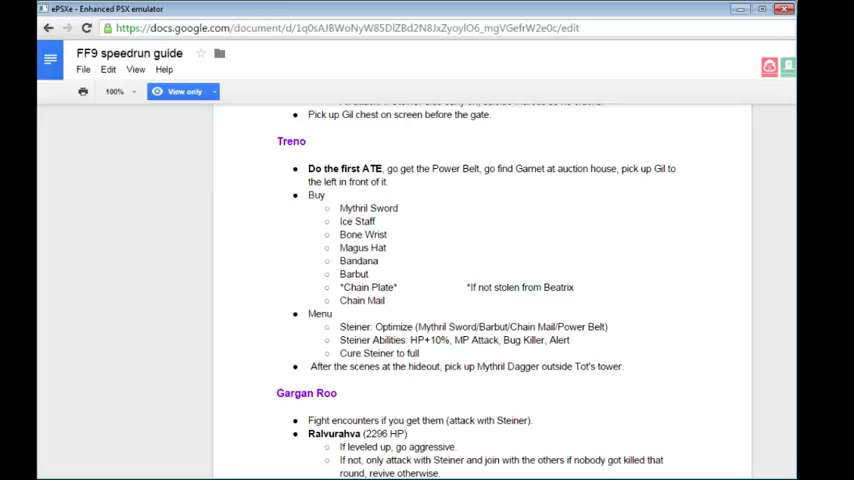 ePSXe - Enhanced PSX emulator
https://docs.google.com/document/d/1q0sAJBWoNyW85DlZbd2N8JxZyoylO6_mgVGefrW2e0c/edit
FF9 speedrun guide
File Edit View Help
100% View only
● Pick up Gil chest on screen before the gate.
Treno
● Do the first ATE, go get the Power Belt, go find Garnet at auction house, pick up Gil to
the left in front of it.
● Buy
○ Mythril Sword
○ Ice Staff
○ Bone Wrist
○ Magus Hat
○ Bandana
○ Barbut
○ *Chain Plate* *If not stolen from Beatrix
○ Chain Mail
● Menu
○ Steiner: Optimize (Mythril Sword/Barbut/Chain Mail/Power Belt)
○ Steiner Abilities: HP+10%, MP Attack, Bug Killer, Alert
○ Cure Steiner to full
● After the scenes at the hideout, pick up Mythril Dagger outside Tot's tower.
Gargan Roo
● Fight encounters if you get them (attack with Steiner).
● Ralvurahva (2296 HP)
○ If leveled up, go aggressive.
○ If not, only attack with Steiner and join with the others if nobody got killed that
round, revive otherwise.